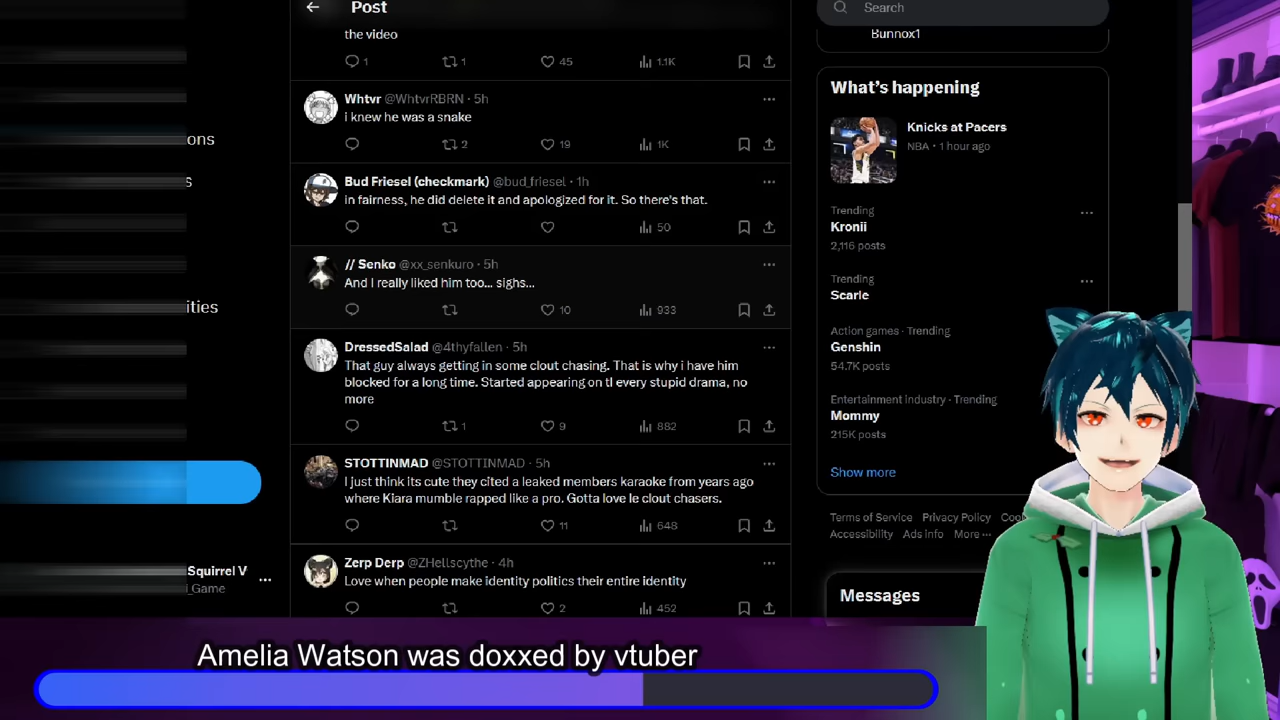 Post
the video
1
1
45
1.1K
Whtvr @WhtvrRBRN · 5h
i knew he was a snake
2
19
1K
Bud Friesel (checkmark) @bud_friesel · 1h
in fairness, he did delete it and apologized for it. So there's that.
50
// Senko @xx_senkuro · 5h
And I really liked him too... sighs...
10
933
DressedSalad @4thyfallen · 5h
That guy always getting in some clout chasing. That is why i have him
blocked for a long time. Started appearing on tl every stupid drama, no
more
1
9
882
STOTTINMAD @STOTTINMAD · 5h
I just think its cute they cited a leaked members karaoke from years ago
where Kiara mumble rapped like a pro. Gotta love le clout chasers.
11
648
Zerp Derp @ZHellscythe · 4h
Love when people make identity politics their entire identity
2
452
ons
s
ities
Squirrel V
i_Game
Search
Bunnox1
What's happening
Knicks at Pacers
NBA · 1 hour ago
Trending
Kronii
2,116 posts
Trending
Scarle
Action games · Trending
Genshin
54.7K posts
Entertainment industry · Trending
Mommy
215K posts
Show more
Terms of Service Privacy Policy Coo
Accessibility Ads info More
Messages
Amelia Watson was doxxed by vtuber